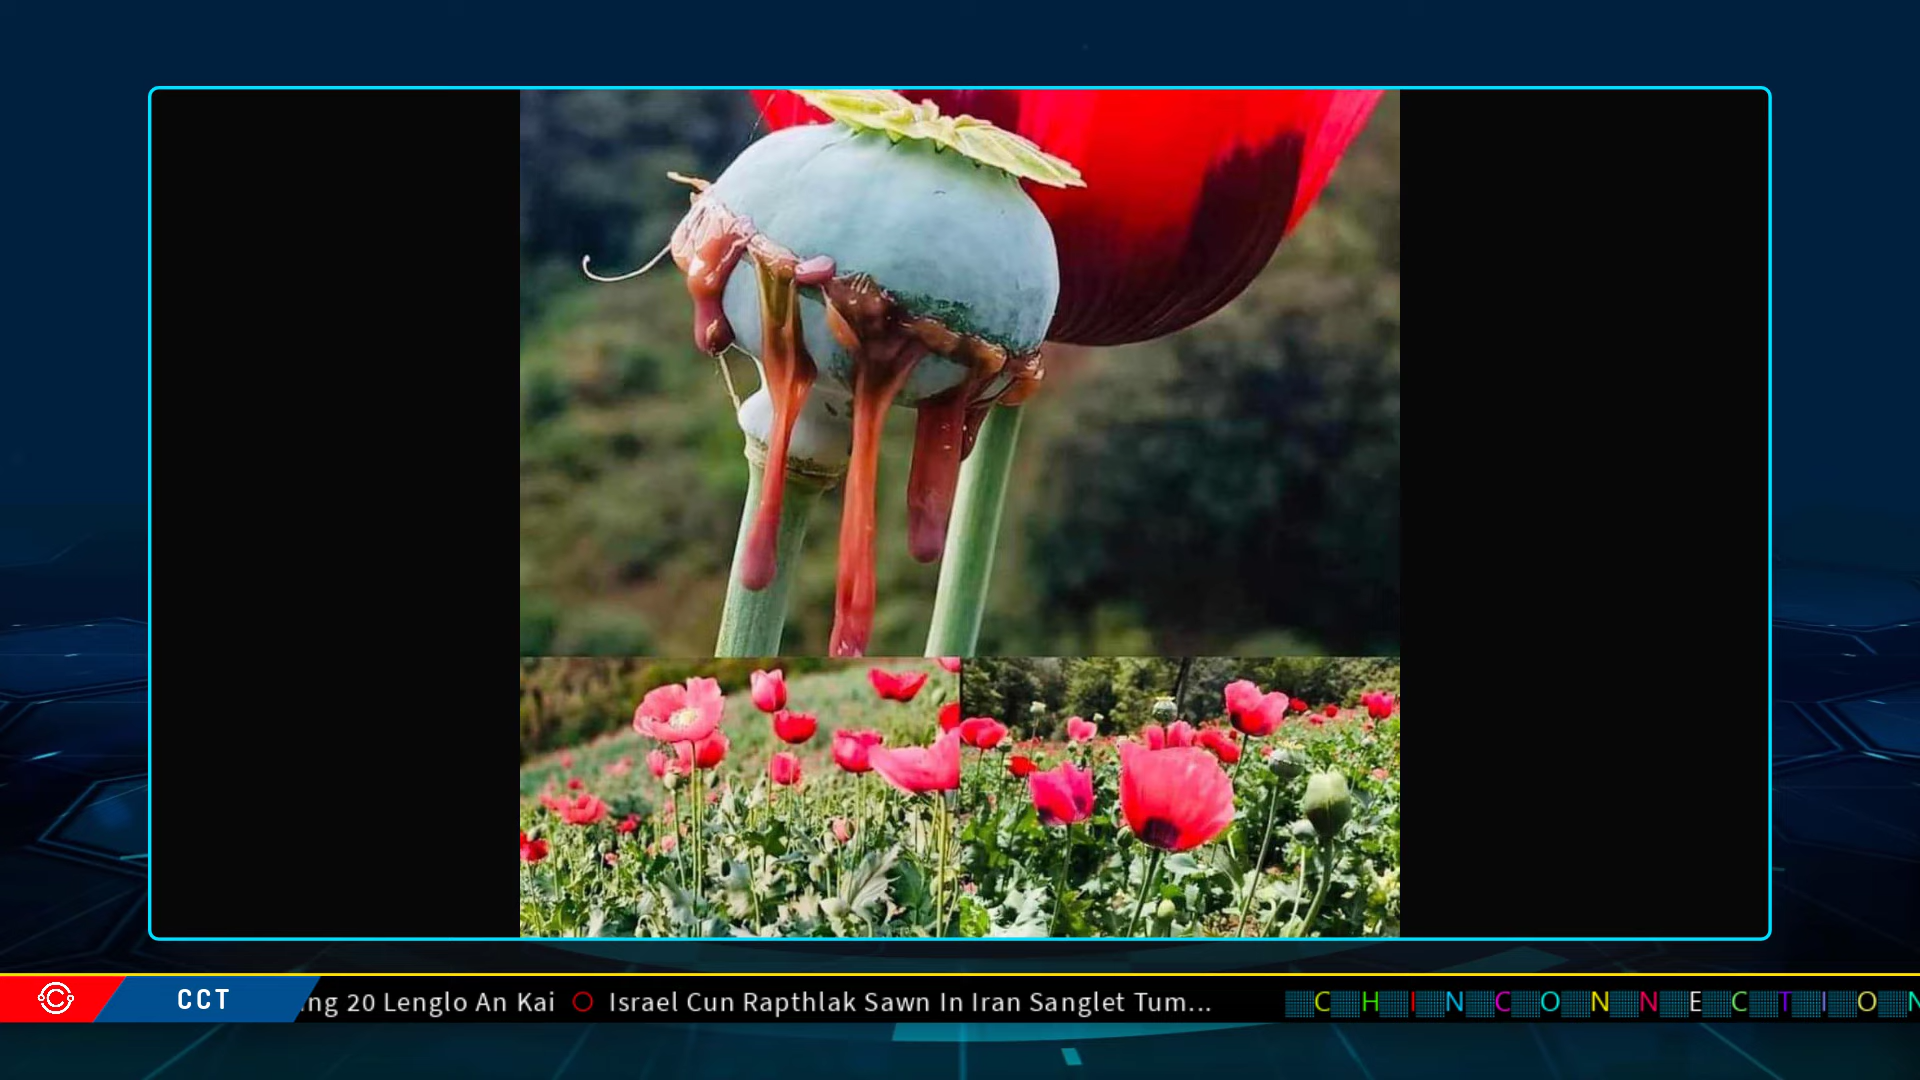 CCT
ng 20 Lenglo An Kai
Israel Cun Rapthlak Sawn In Iran Sanglet Tum...
CHIN CONNECTION